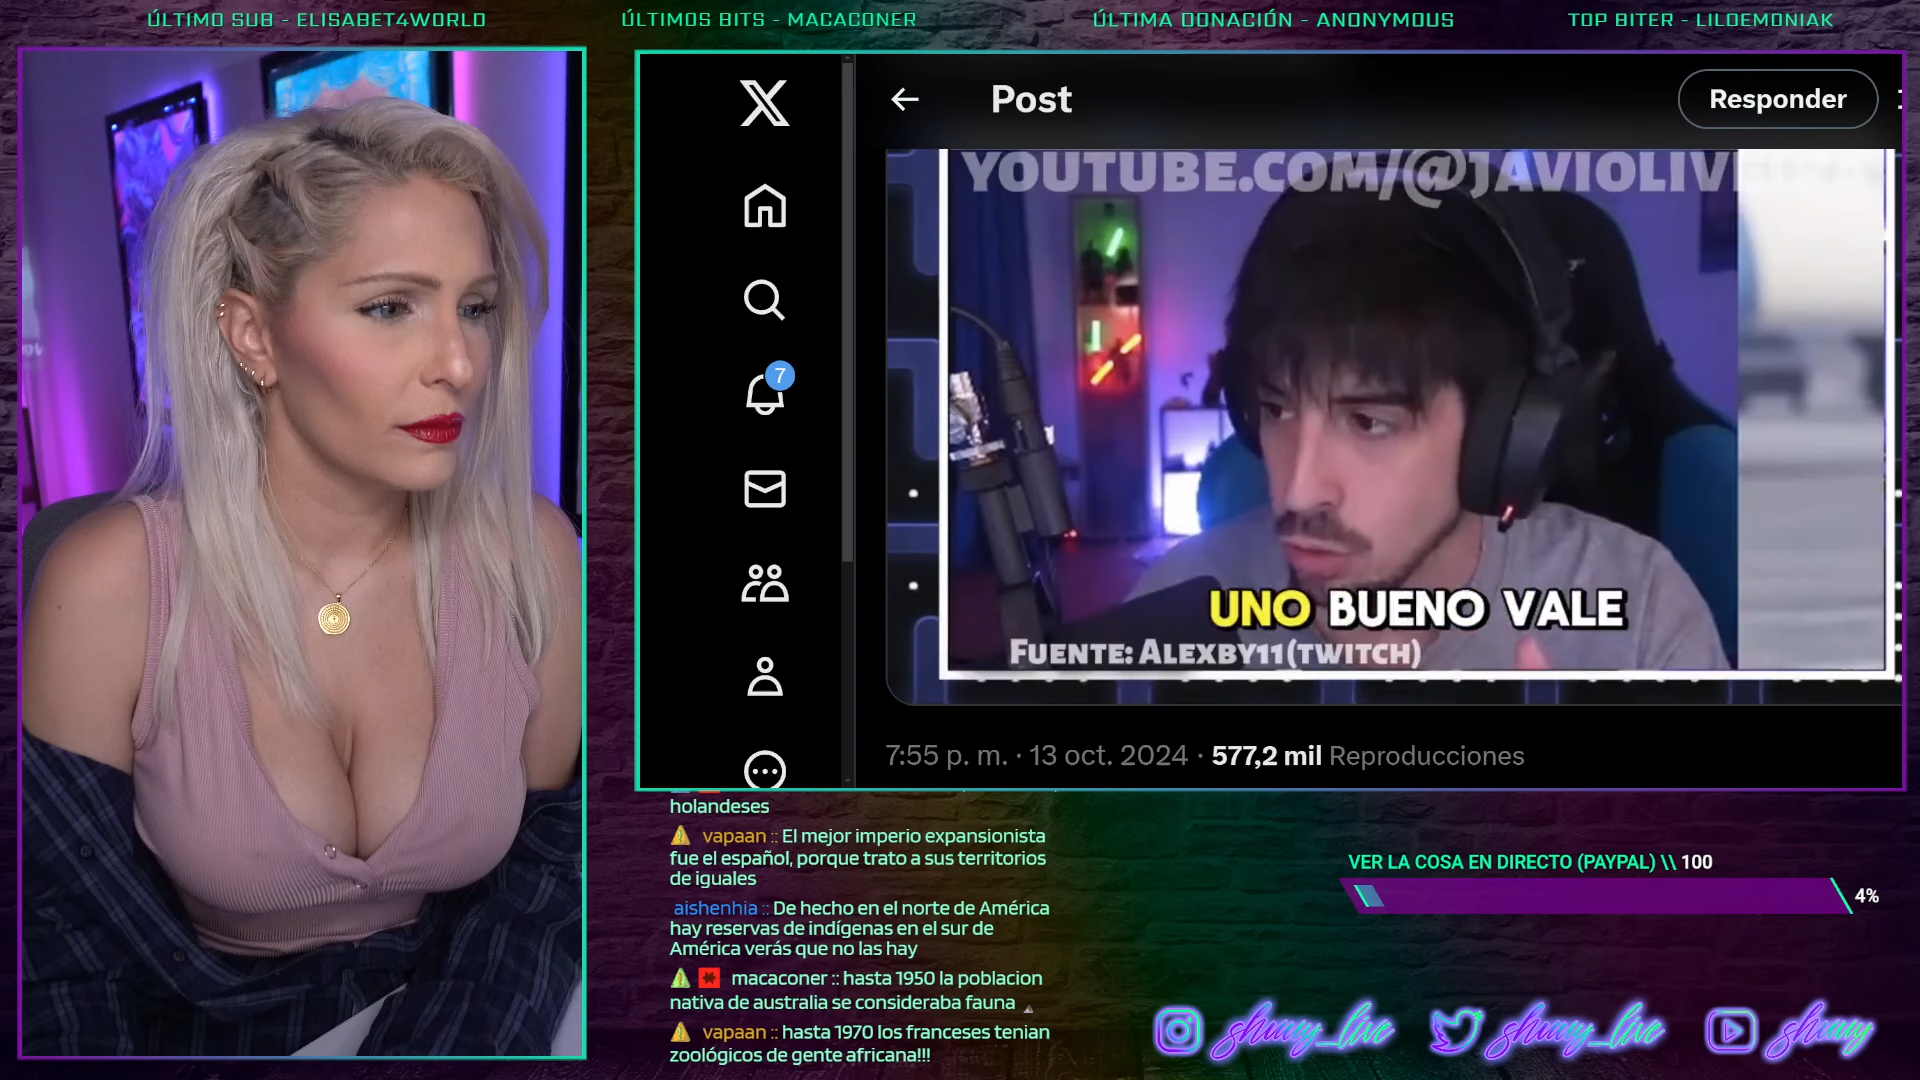 ÚLTIMO SUB - ELISABET4WORLD
ÚLTIMOS BITS - MACACONER
ÚLTIMA DONACIÓN - ANONYMOUS
TOP BITER - LILDEMONIAK
Post
Responder
YOUTUBE.COM/@JAVIOLIV
7
UNO BUENO VALE
FUENTE: ALEXBY11(TWITCH)
7:55 p. m. · 13 oct. 2024 · 577,2 mil Reproducciones
holandeses
vapaan :: El mejor imperio expansionista
fue el español, porque trato a sus territorios
de iguales
aishenhia :: De hecho en el norte de América
hay reservas de indígenas en el sur de
América verás que no las hay
macaconer :: hasta 1950 la poblacion
nativa de australia se consideraba fauna
vapaan :: hasta 1970 los franceses tenian
zoológicos de gente africana!!!
VER LA COSA EN DIRECTO (PAYPAL) \\ 100
4%